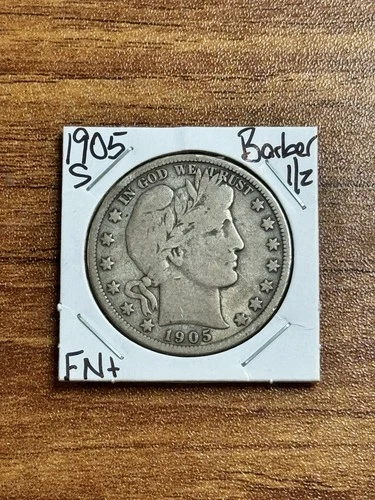 1905 Barber
S 1/2
IN GOD WE TRUST
1905
FN+